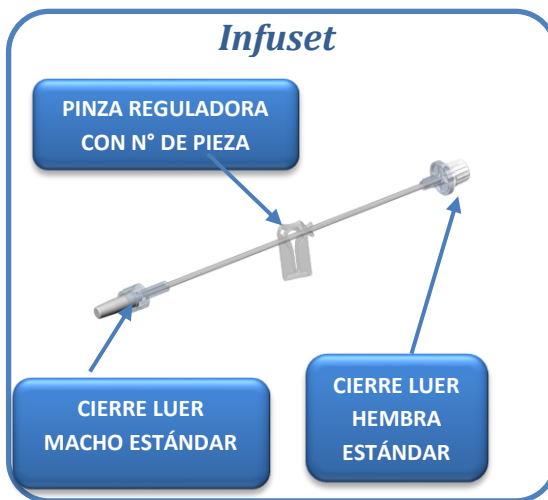 Infuset
PINZA REGULADORA
CON N° DE PIEZA
CIERRE LUER
MACHO ESTÁNDAR
CIERRE LUER
HEMBRA
ESTÁNDAR